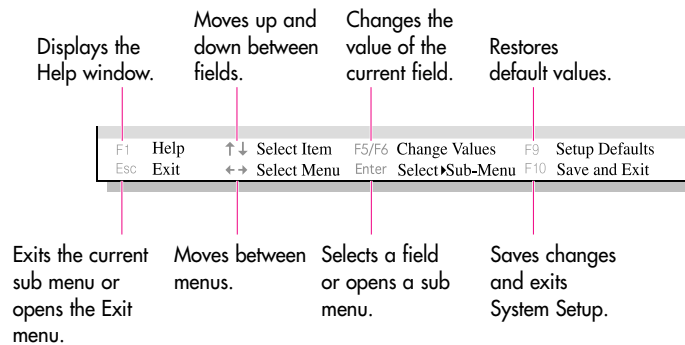 Displays the
Help window.
Moves up and
down between
fields.
Changes the
value of the
current field.
Restores
default values.
F1 Help ↑↓ Select Item F5/F6 Change Values F9 Setup Defaults
Esc Exit ←→ Select Menu Enter Select▸Sub-Menu F10 Save and Exit
Exits the current
sub menu or
opens the Exit
menu.
Moves between
menus.
Selects a field
or opens a sub
menu.
Saves changes
and exits
System Setup.